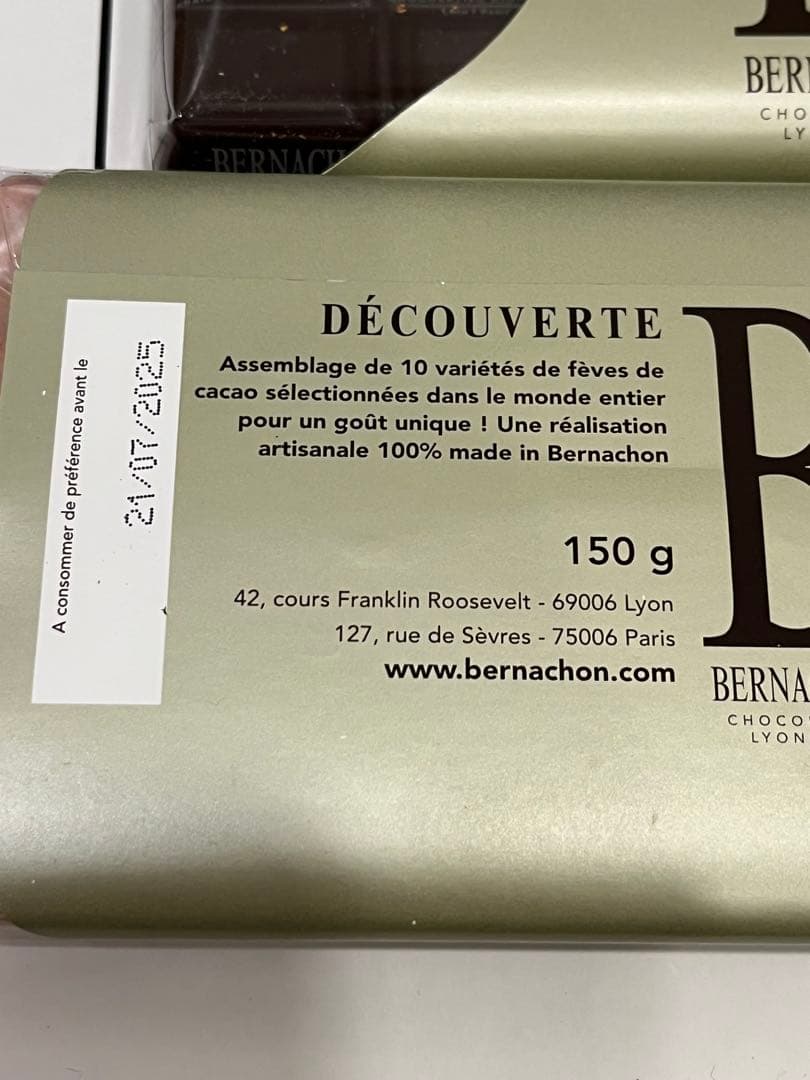 BERNACH
BER
CHO
LY
A consommer de préférence avant le
21/07/2025
DÉCOUVERTE
Assemblage de 10 variétés de fèves de
cacao sélectionnées dans le monde entier
pour un goût unique ! Une réalisation
artisanale 100% made in Bernachon
150 g
42, cours Franklin Roosevelt - 69006 Lyon
127, rue de Sèvres - 75006 Paris
www.bernachon.com
B
BERNA
CHOCO
LYON